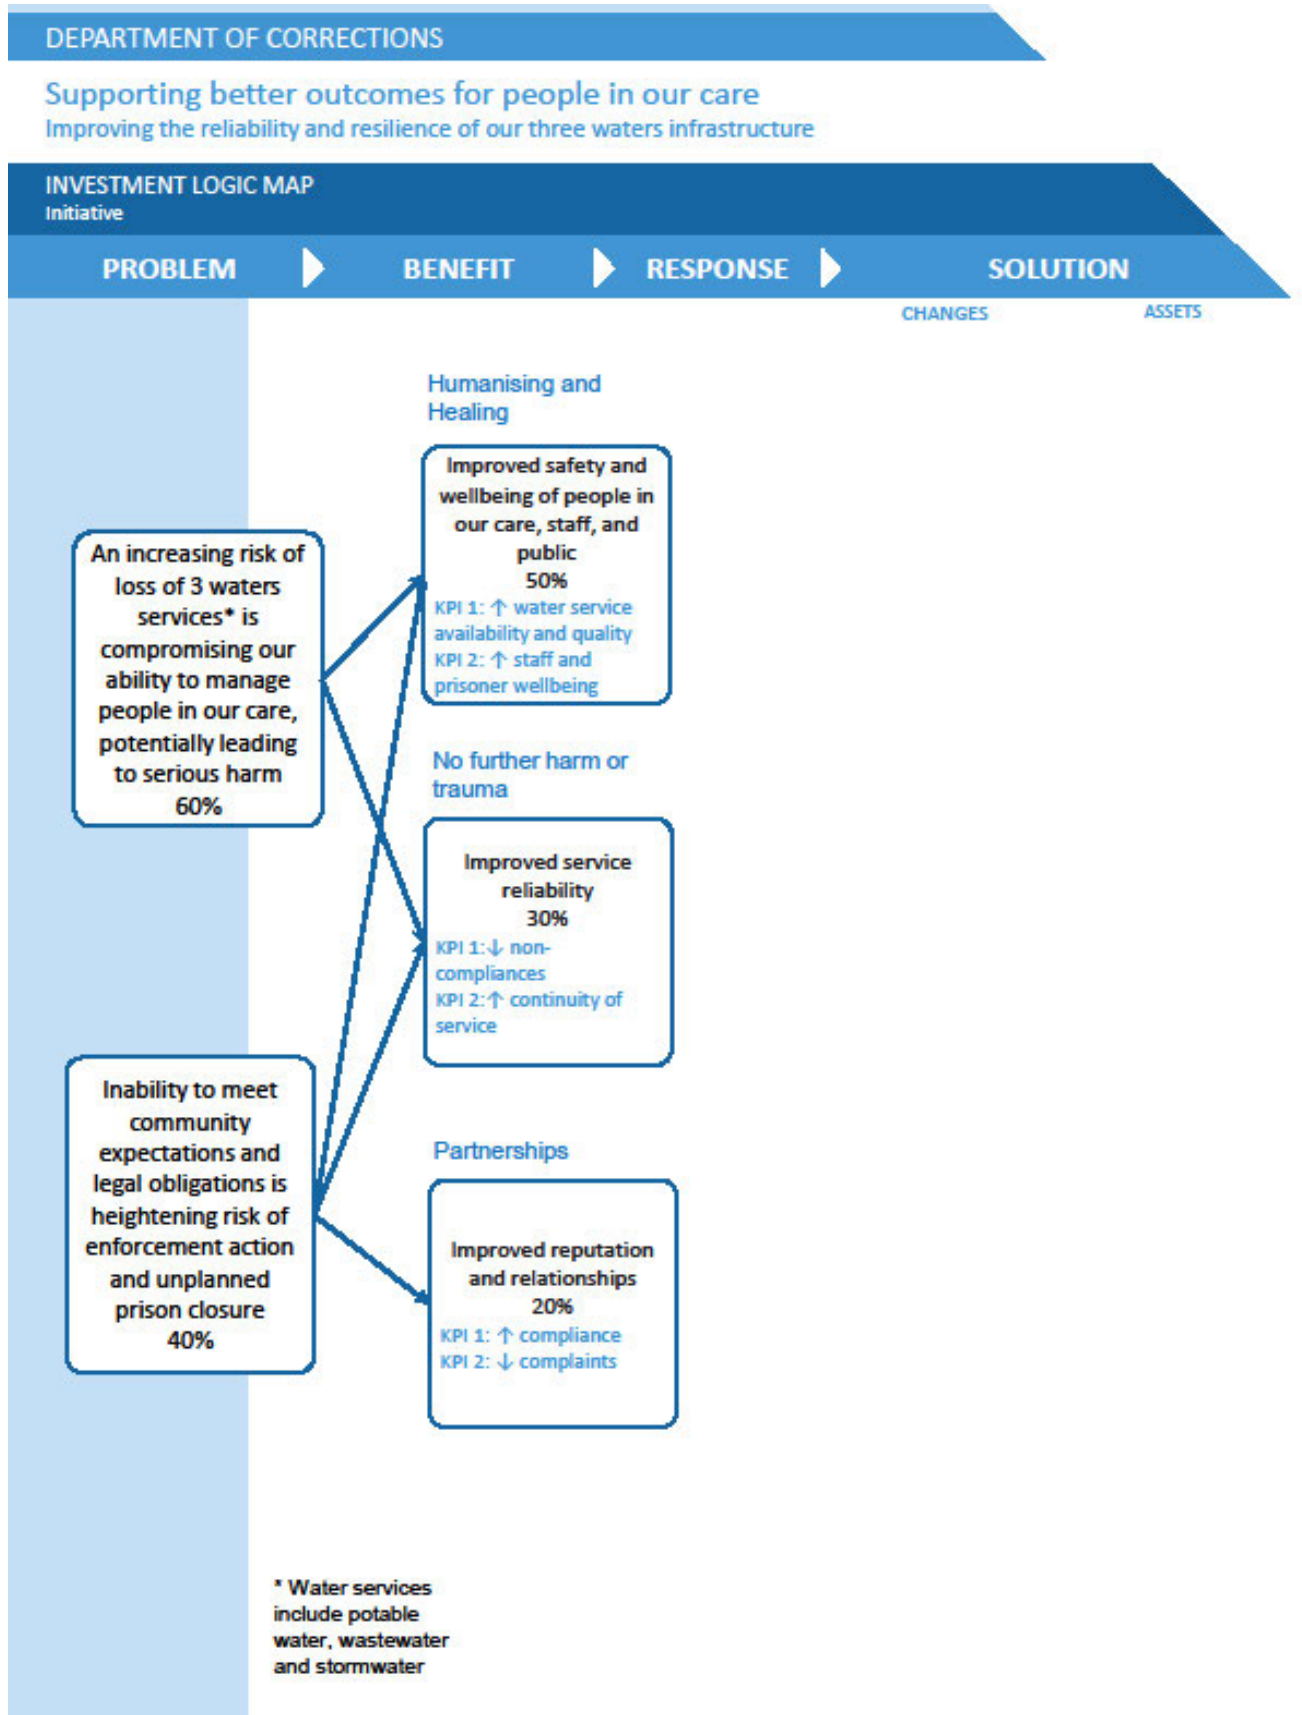 DEPARTMENT OF CORRECTIONS
Supporting better outcomes for people in our care
Improving the reliability and resilience of our three waters infrastructure
INVESTMENT LOGIC MAP
Initiative
PROBLEM
BENEFIT
RESPONSE
SOLUTION
CHANGES
ASSETS
An increasing risk of
loss of 3 waters
services* is
compromising our
ability to manage
people in our care,
potentially leading
to serious harm
60%
Inability to meet
community
expectations and
legal obligations is
heightening risk of
enforcement action
and unplanned
prison closure
40%
Humanising and
Healing
Improved safety and
wellbeing of people in
our care, staff, and
public
50%
KPI 1: ↑ water service
availability and quality
KPI 2: ↑ staff and
prisoner wellbeing
No further harm or
trauma
Improved service
reliability
30%
KPI 1:↓ non-
compliances
KPI 2:↑ continuity of
service
Partnerships
Improved reputation
and relationships
20%
KPI 1: ↑ compliance
KPI 2: ↓ complaints
* Water services
include potable
water, wastewater
and stormwater